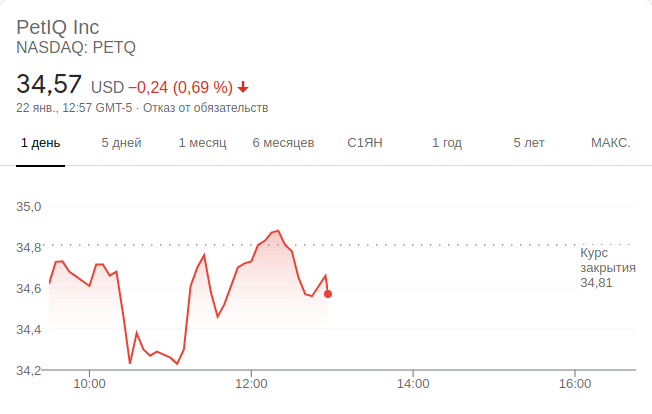 PetIQ Inc
NASDAQ: PETQ
34,57 USD −0,24 (0,69 %)
22 янв., 12:57 GMT-5 · Отказ от обязательств
1 день 5 дней 1 месяц 6 месяцев С1ЯН 1 год 5 лет МАКС.
35,0
34,8
Курс
закрытия
34,81
34,6
34,4
34,2
10:00 12:00 14:00 16:00